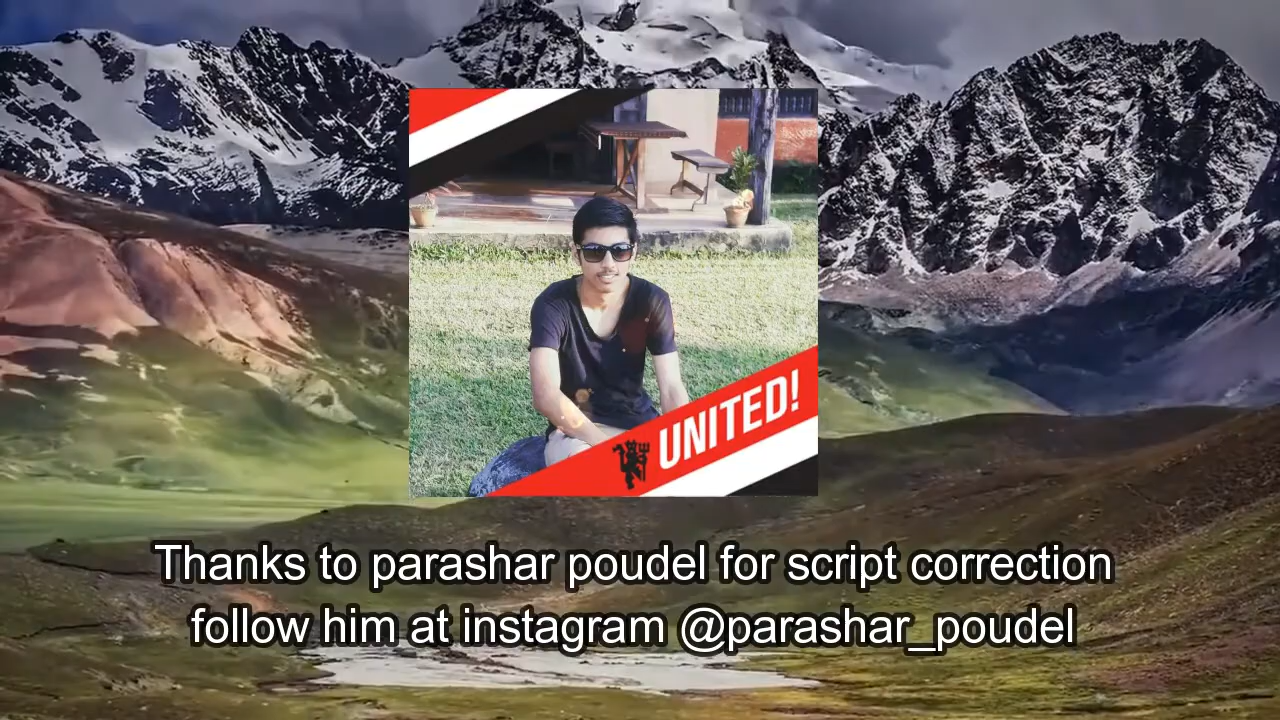 UNITED!
Thanks to parashar poudel for script correction
follow him at instagram @parashar_poudel